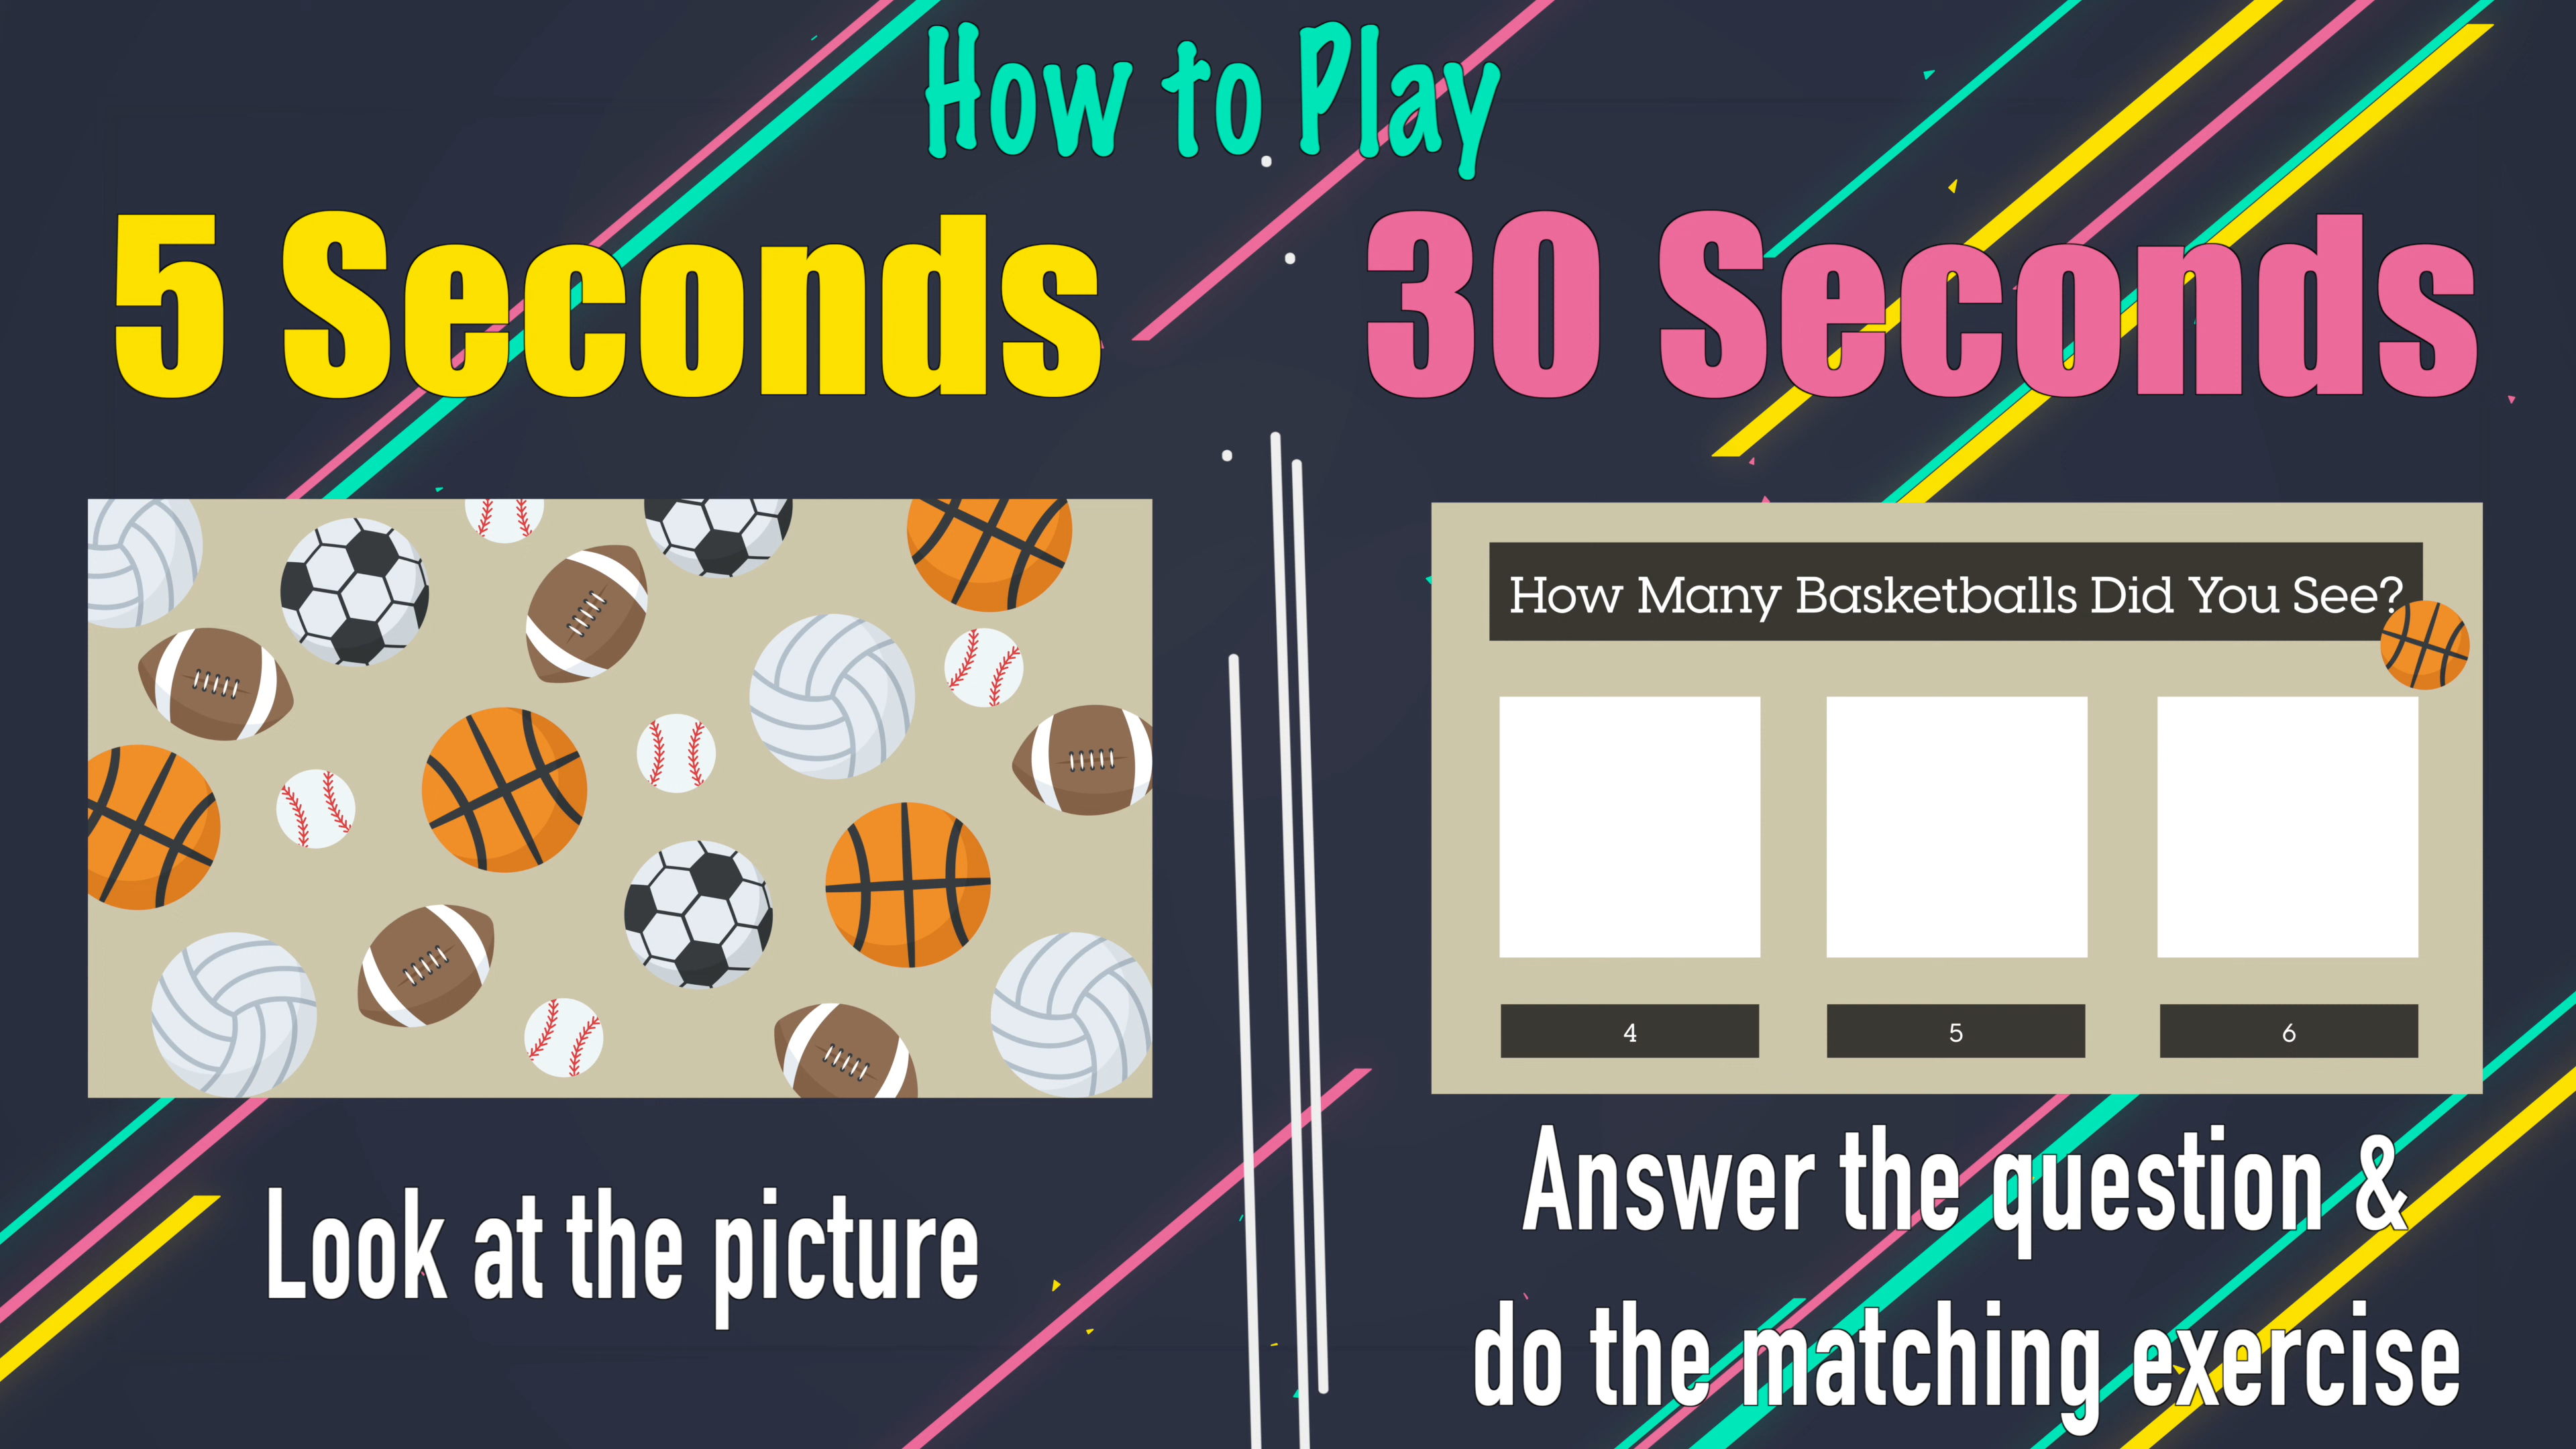 How to Play
5 Seconds
30 Seconds
How Many Basketballs Did You See?
4
5
6
Look at the picture
Answer the question &
do the matching exercise